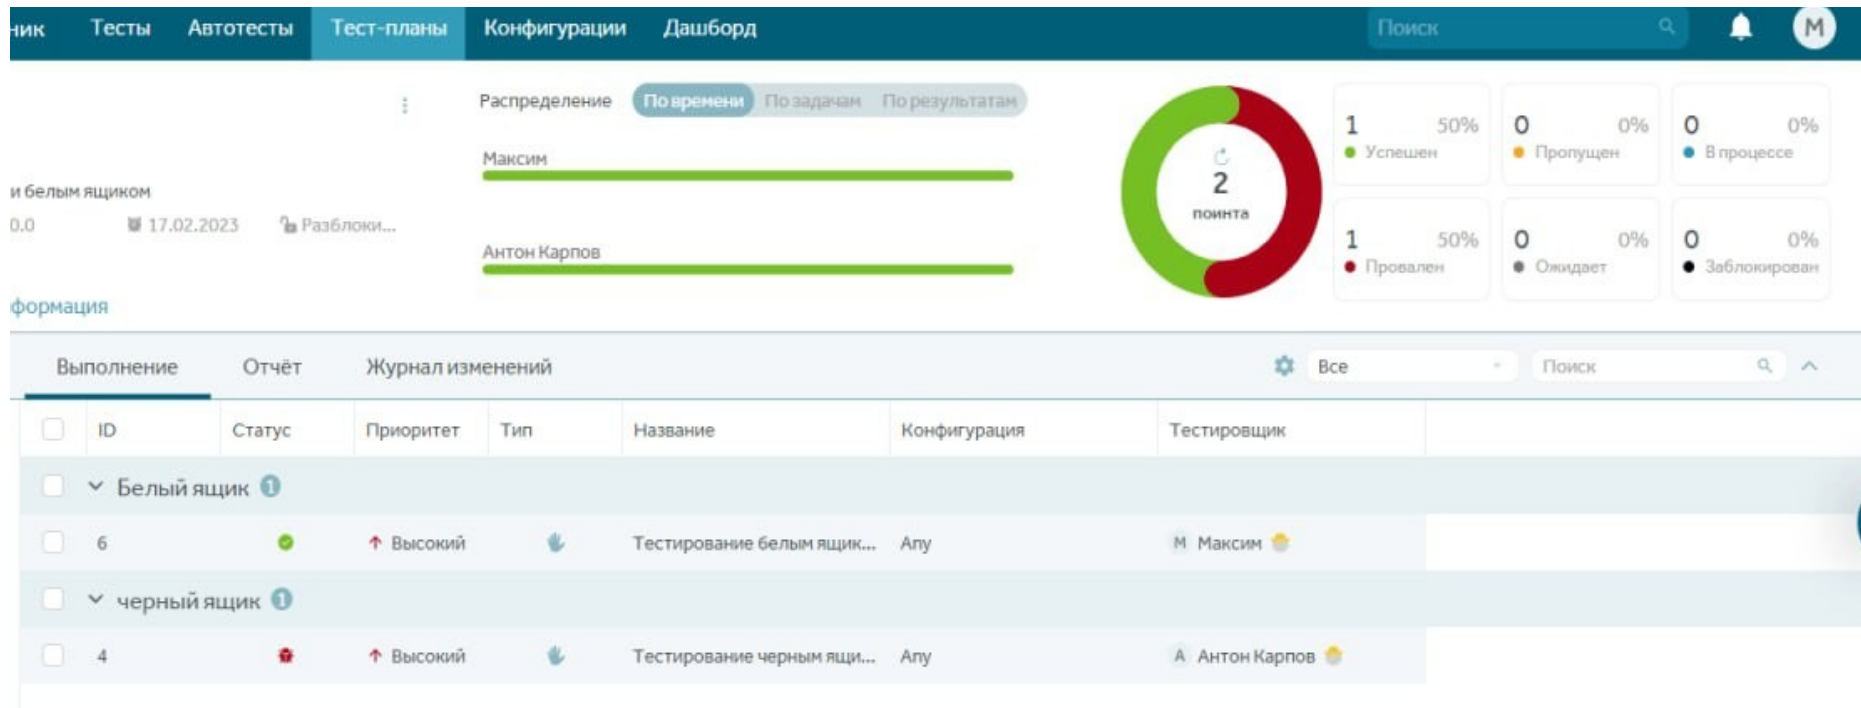 ник Тесты Автотесты Тест-планы Конфигурации Дашборд Поиск М
Распределение По времени По задачам По результатам
Максим
и белым ящиком
0.0 17.02.2023 Разблоки...
Антон Карпов
формация
2
поинта
1 50% 0 0% 0 0%
Успешен Пропущен В процессе
1 50% 0 0% 0 0%
Провален Ожидает Заблокирован
Выполнение Отчёт Журнал изменений Все Поиск
ID Статус Приоритет Тип Название Конфигурация Тестировщик
Белый ящик 1
6 Высокий Тестирование белым ящик... Any М Максим
черный ящик 1
4 Высокий Тестирование черным ящи... Any А Антон Карпов